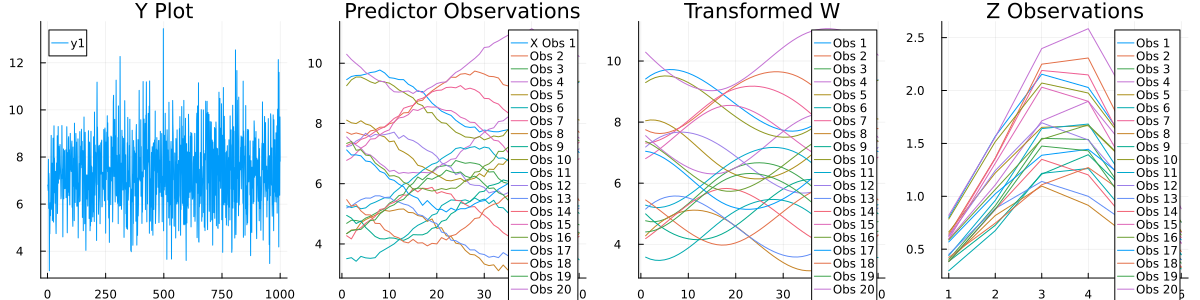 Y Plot
y1
12
10
8
6
4
0
250
500
750
1000
Predictor Observations
10
8
6
4
0
10
20
30
0
X Obs 1
Obs 2
Obs 3
Obs 4
Obs 5
Obs 6
Obs 7
Obs 8
Obs 9
Obs 10
Obs 11
Obs 12
Obs 13
Obs 14
Obs 15
Obs 16
Obs 17
Obs 18
Obs 19
Obs 20
Transformed W
10
8
6
4
0
10
20
30
0
Obs 1
Obs 2
Obs 3
Obs 4
Obs 5
Obs 6
Obs 7
Obs 8
Obs 9
Obs 10
Obs 11
Obs 12
Obs 13
Obs 14
Obs 15
Obs 16
Obs 17
Obs 18
Obs 19
Obs 20
Z Observations
2.5
2.0
1.5
1.0
0.5
1
2
3
4
Obs 1
Obs 2
Obs 3
Obs 4
Obs 5
Obs 6
Obs 7
Obs 8
Obs 9
Obs 10
Obs 11
Obs 12
Obs 13
Obs 14
Obs 15
Obs 16
Obs 17
Obs 18
Obs 19
Obs 20